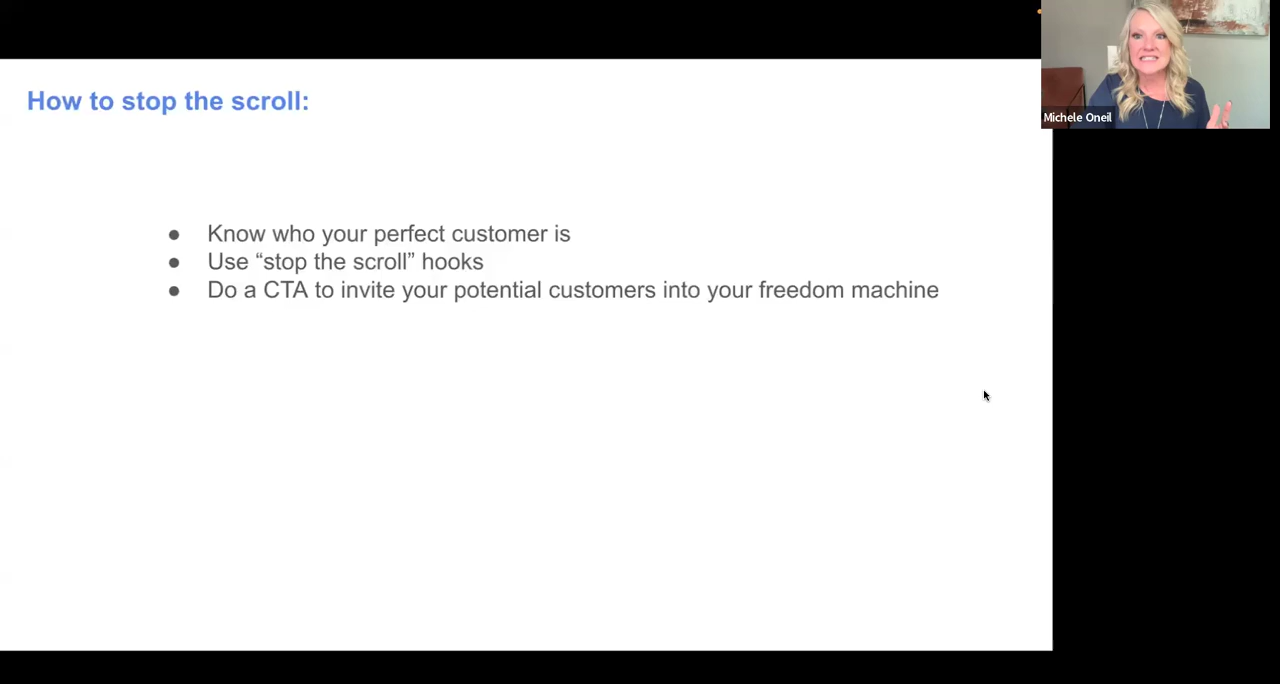 How to stop the scroll:
● Know who your perfect customer is
● Use “stop the scroll” hooks
● Do a CTA to invite your potential customers into your freedom machine
Michele Oneil